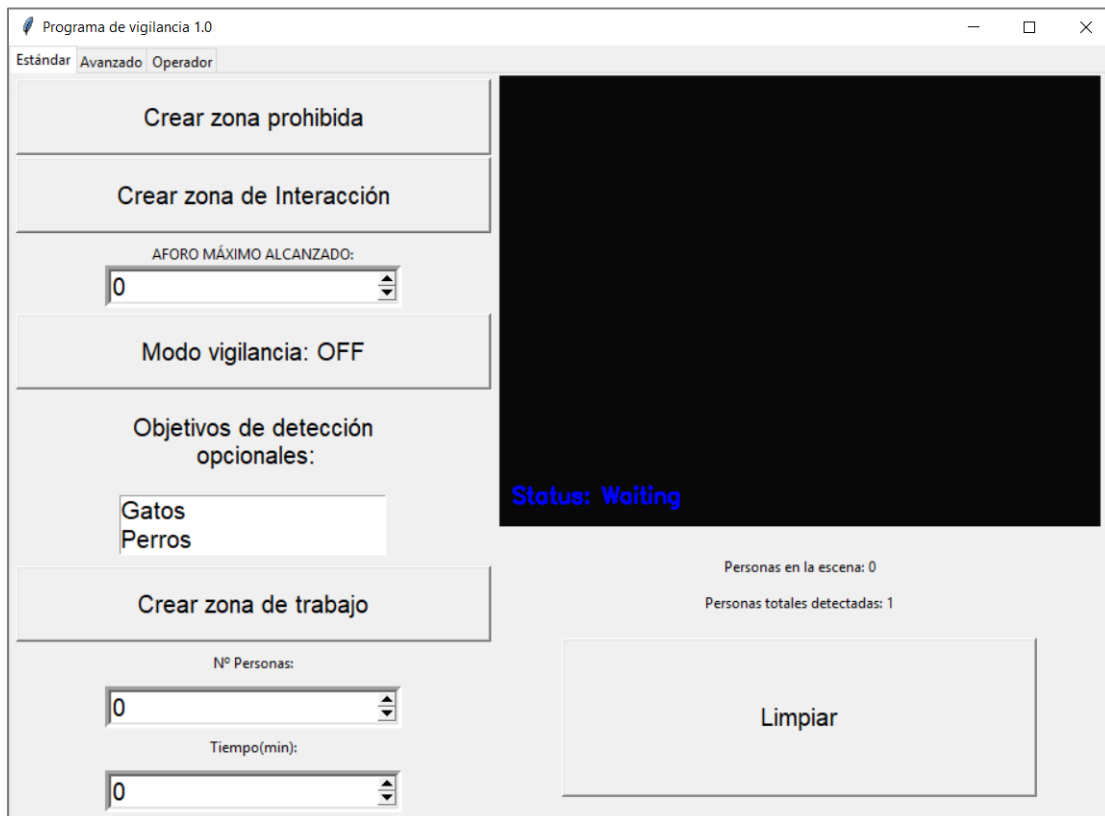 Programa de vigilancia 1.0
Estándar Avanzado Operador
Crear zona prohibida
Crear zona de Interacción
AFORO MÁXIMO ALCANZADO:
0
Modo vigilancia: OFF
Objetivos de detección
opcionales:
Gatos
Perros
Crear zona de trabajo
Nº Personas:
0
Tiempo(min):
0
Status: Waiting
Personas en la escena: 0
Personas totales detectadas: 1
Limpiar